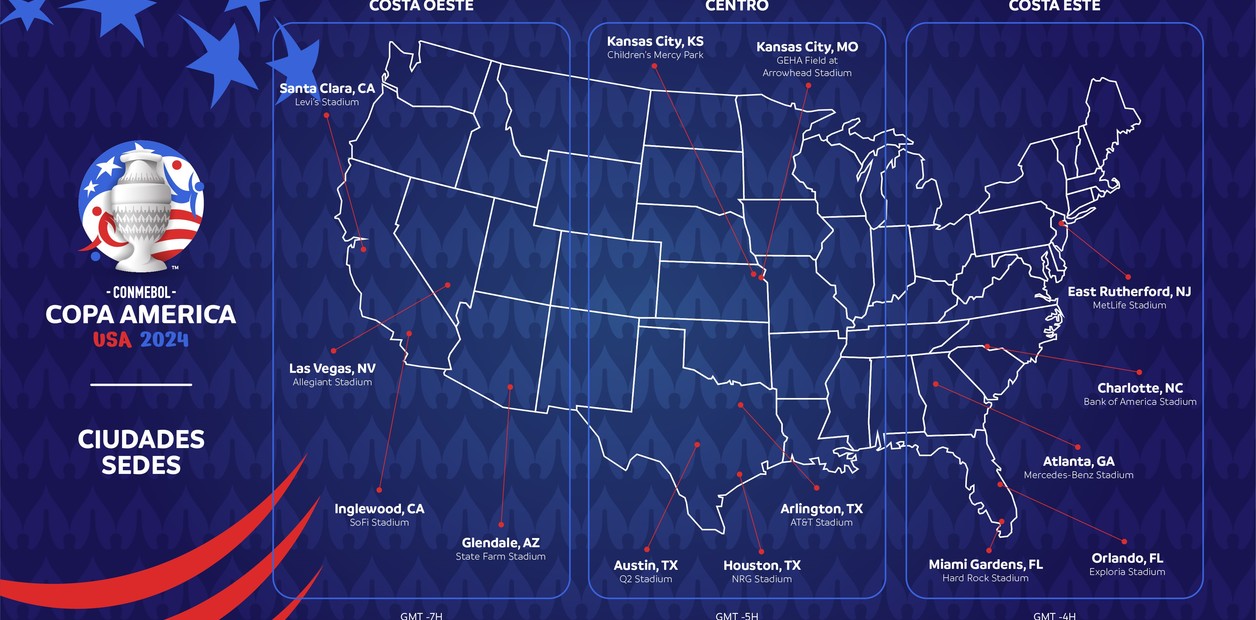 COSTA OESTE
CENTRO
COSTA ESTE
Kansas City, KS
Children's Mercy Park
Kansas City, MO
GEHA Field at
Arrowhead Stadium
Santa Clara, CA
Levi's Stadium
TM
- CONMEBOL -
COPA AMERICA
USA 2024
CIUDADES
SEDES
East Rutherford, NJ
MetLife Stadium
Las Vegas, NV
Allegiant Stadium
Charlotte, NC
Bank of America Stadium
Atlanta, GA
Mercedes-Benz Stadium
Inglewood, CA
SoFi Stadium
Arlington, TX
AT&T Stadium
Glendale, AZ
State Farm Stadium
Austin, TX
Q2 Stadium
Houston, TX
NRG Stadium
Miami Gardens, FL
Hard Rock Stadium
Orlando, FL
Exploria Stadium
GMT -7H
GMT -5H
GMT -4H